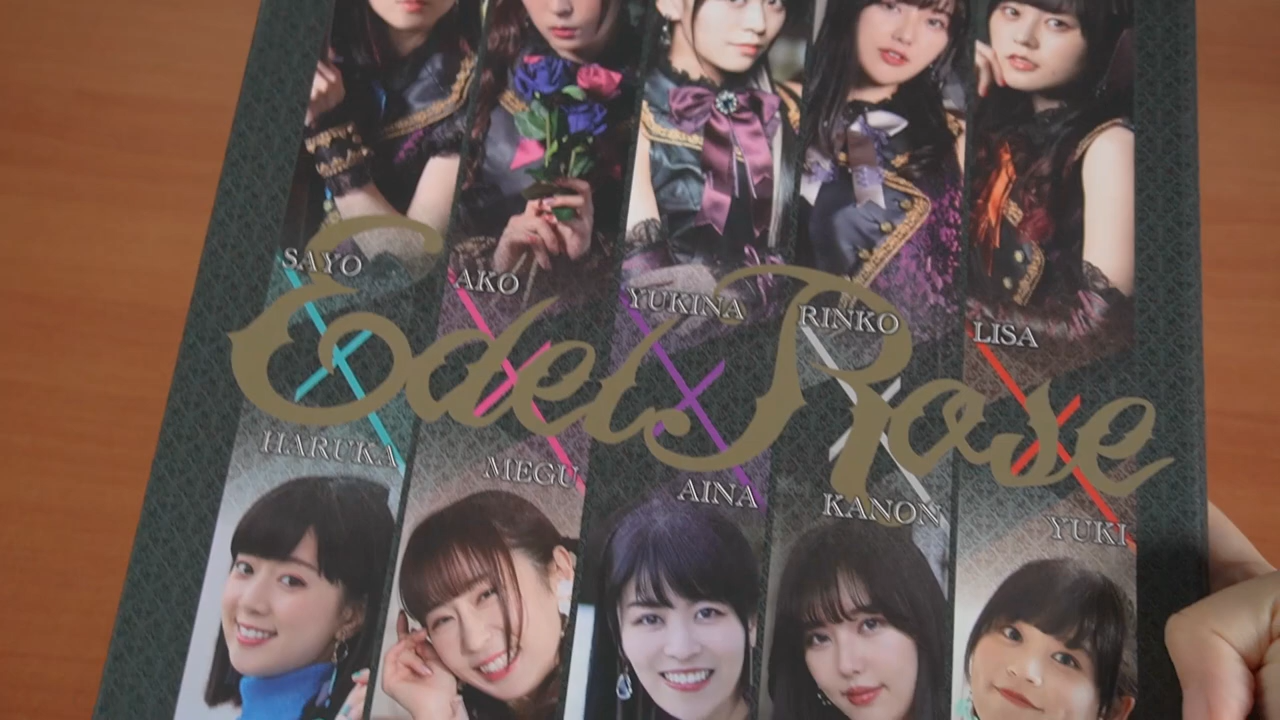 SAYO
AKO
YUKINA
RINKO
LISA
Edel Rose
HARUKA
MEGU
AINA
KANON
YUKI